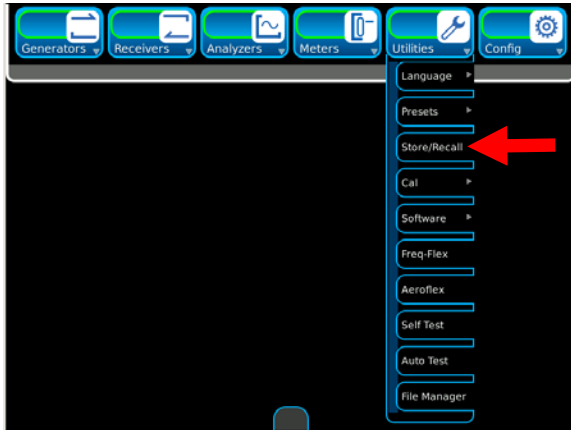 Generators
Receivers
Analyzers
Meters
Utilities
Config
Language
Presets
Store/Recall
Cal
Software
Freq-Flex
Aeroflex
Self Test
Auto Test
File Manager